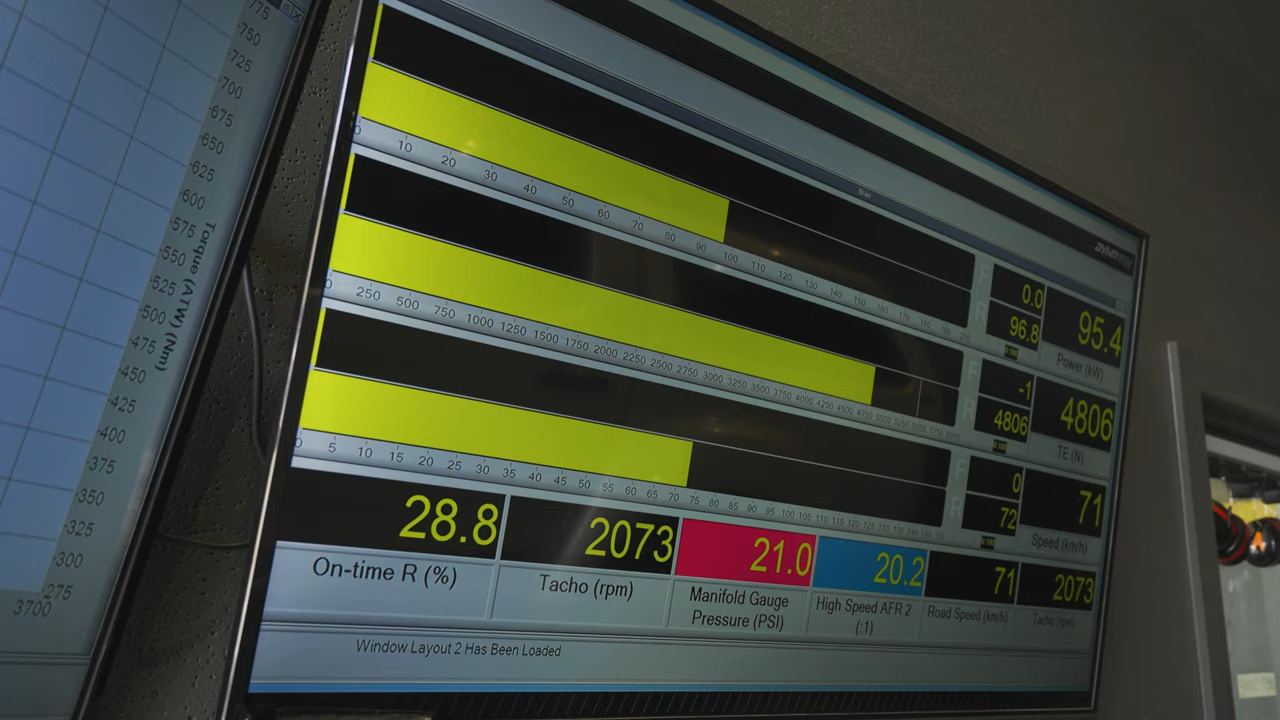 775
750
725
700
675
650
625
600
575
550
525
500
475
450
425
400
375
350
325
300
275
3700
Torque (ATW) (Nm)
Bar
0 10 20 30 40 50 60 70 80 90 100 110 120 130 140 150 160 170 180 190
0.0
96.8
95.4
Power (kW)
0 250 500 750 1000 1250 1500 1750 2000 2250 2500 2750 3000 3250 3500 3750 4000 4250 4500 4750 5000 5250 5500 5750 6000
-1
4806
4806
TE (N)
0 5 10 15 20 25 30 35 40 45 50 55 60 65 70 75 80 85 90 95 100 105 110 115 120 125 130 135 140 145 150
0
72
71
Speed (km/h)
28.8 2073 21.0 20.2 71 2073
On-time R (%) Tacho (rpm) Manifold Gauge Pressure (PSI) High Speed AFR 2 (:1) Road Speed (km/h) Tacho (rpm)
Window Layout 2 Has Been Loaded